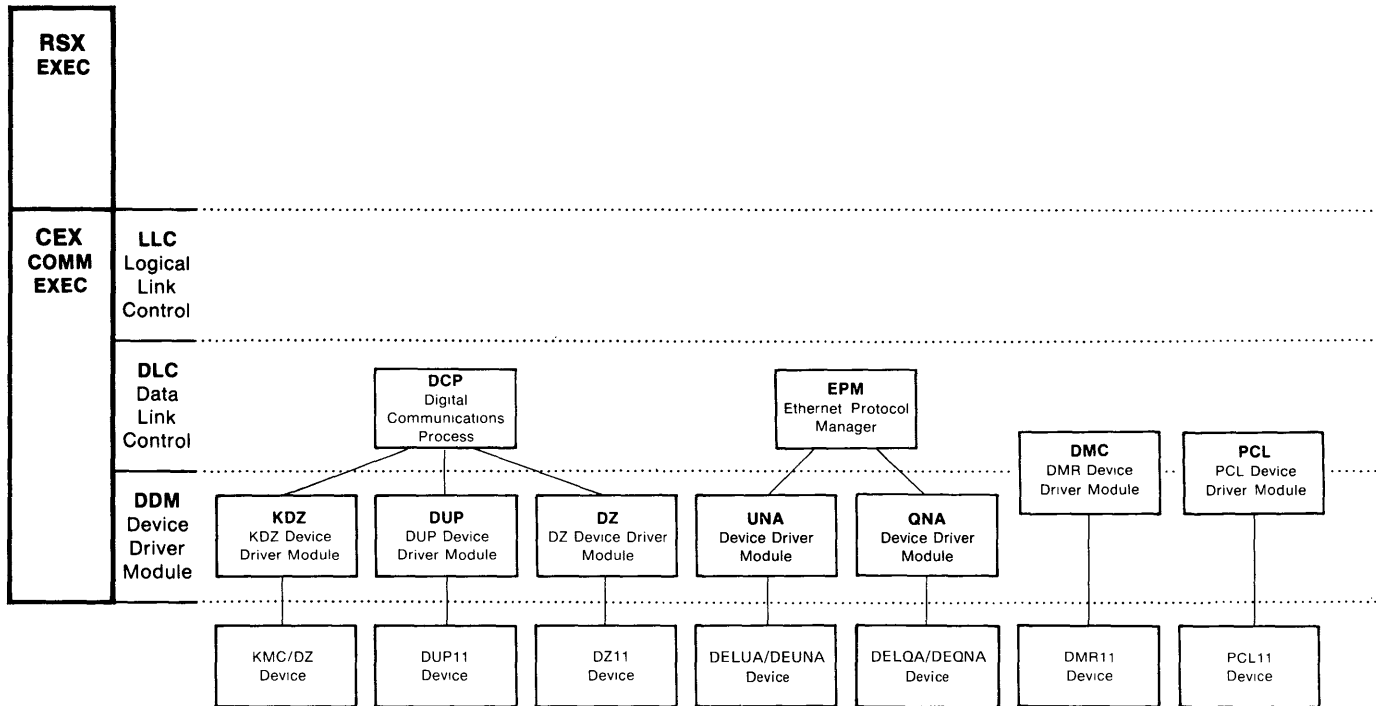 RSX
EXEC
CEX
COMM
EXEC
LLC
Logical
Link
Control
DLC
Data
Link
Control
DCP
Digital
Communications
Process
EPM
Ethernet Protocol
Manager
DMC
DMR Device
Driver Module
PCL
PCL Device
Driver Module
DDM
Device
Driver
Module
KDZ
KDZ Device
Driver Module
DUP
DUP Device
Driver Module
DZ
DZ Device Driver
Module
UNA
Device Driver
Module
QNA
Device Driver
Module
KMC/DZ
Device
DUP11
Device
DZ11
Device
DELUA/DEUNA
Device
DELQA/DEQNA
Device
DMR11
Device
PCL11
Device